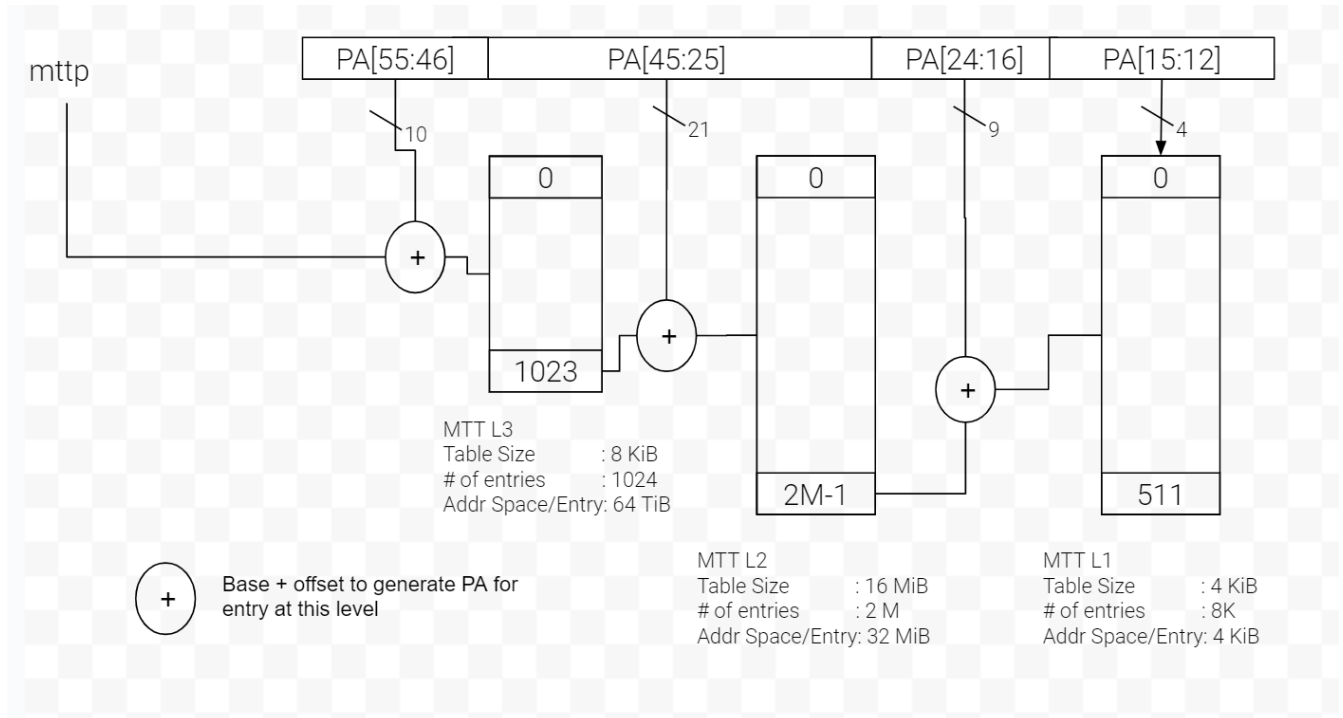 mttp
PA[55:46]
PA[45:25]
PA[24:16]
PA[15:12]
10
21
9
4
0
0
0
+
+
1023
+
MTT L3
Table Size : 8 KiB
# of entries : 1024
Addr Space/Entry: 64 TiB
2M-1
511
MTT L2
Table Size : 16 MiB
# of entries : 2 M
Addr Space/Entry: 32 MiB
MTT L1
Table Size : 4 KiB
# of entries : 8K
Addr Space/Entry: 4 KiB
+
Base + offset to generate PA for
entry at this level